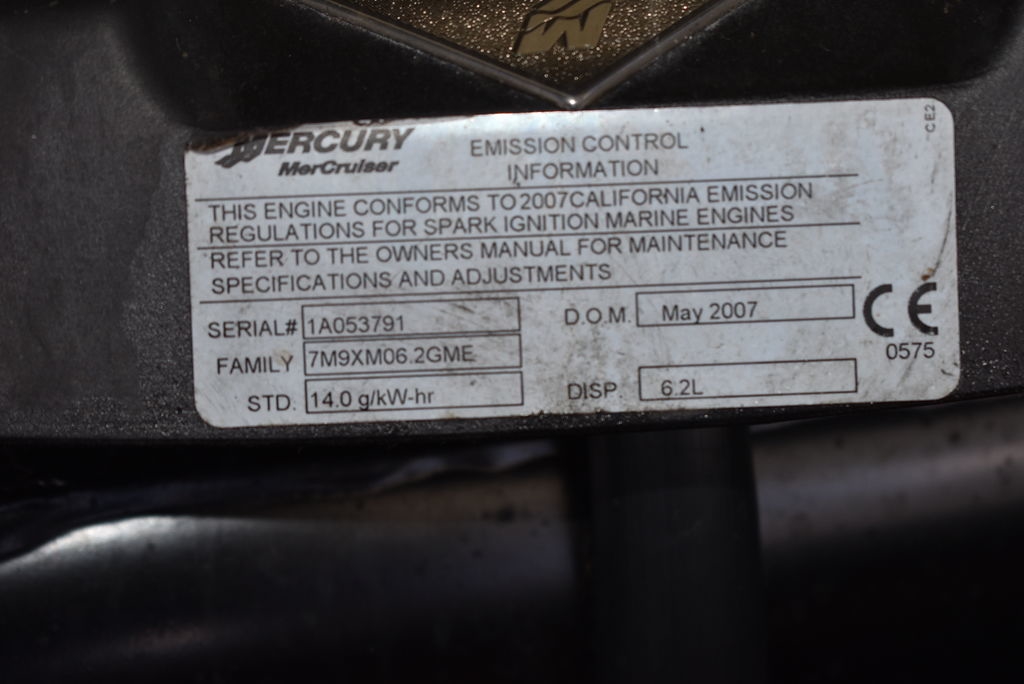 MERCURY
MerCruiser
EMISSION CONTROL
INFORMATION
CE2
THIS ENGINE CONFORMS TO 2007 CALIFORNIA EMISSION
REGULATIONS FOR SPARK IGNITION MARINE ENGINES
REFER TO THE OWNERS MANUAL FOR MAINTENANCE
SPECIFICATIONS AND ADJUSTMENTS
SERIAL# 1A053791
D.O.M. May 2007
CE
0575
FAMILY 7M9XM06.2GME
STD. 14.0 g/kW-hr
DISP. 6.2L